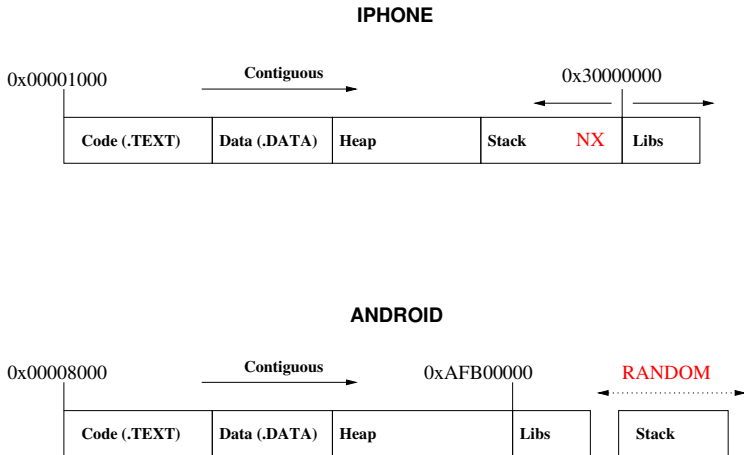 IPHONE
0x00001000
Contiguous
0x30000000
Code (.TEXT)
Data (.DATA)
Heap
Stack
NX
Libs
ANDROID
0x00008000
Contiguous
0xAFB00000
RANDOM
Code (.TEXT)
Data (.DATA)
Heap
Libs
Stack